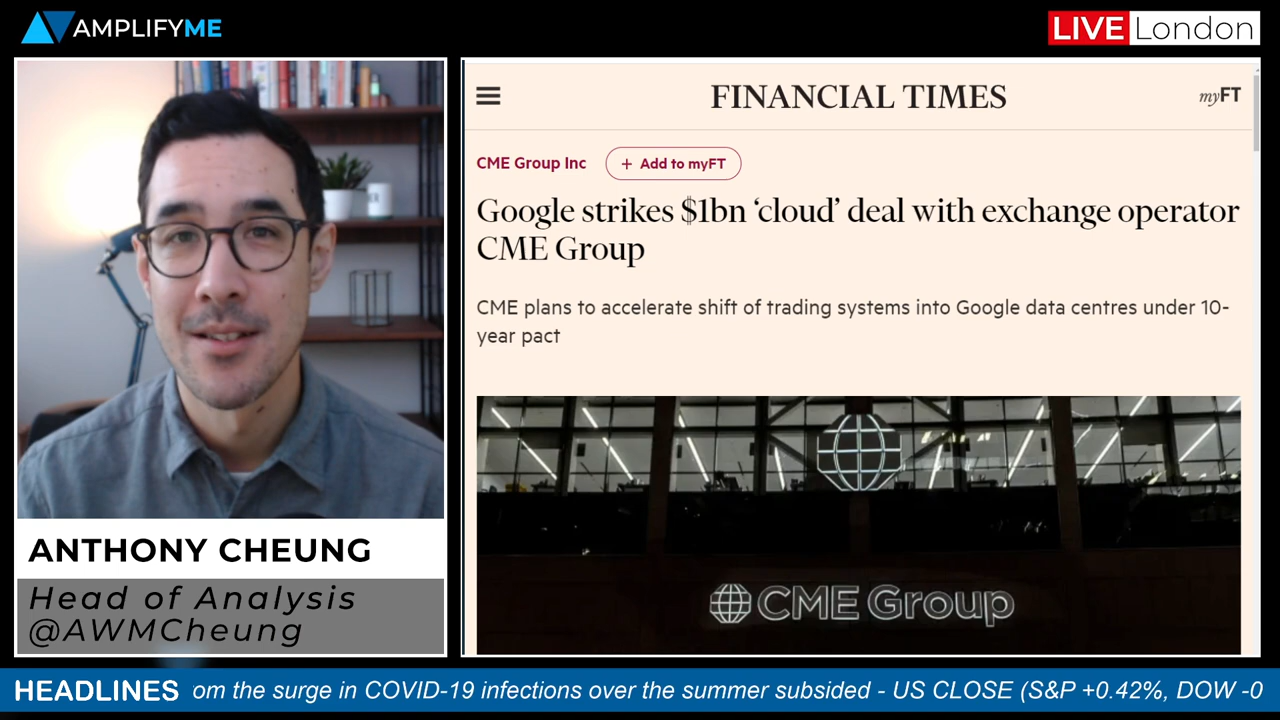 AMPLIFYME
LIVE London
FINANCIAL TIMES
myFT
CME Group Inc
+ Add to myFT
Google strikes $1bn ‘cloud’ deal with exchange operator
CME Group
CME plans to accelerate shift of trading systems into Google data centres under 10-
year pact
CME Group
ANTHONY CHEUNG
Head of Analysis
@AWMCheung
HEADLINES om the surge in COVID-19 infections over the summer subsided - US CLOSE (S&P +0.42%, DOW -0